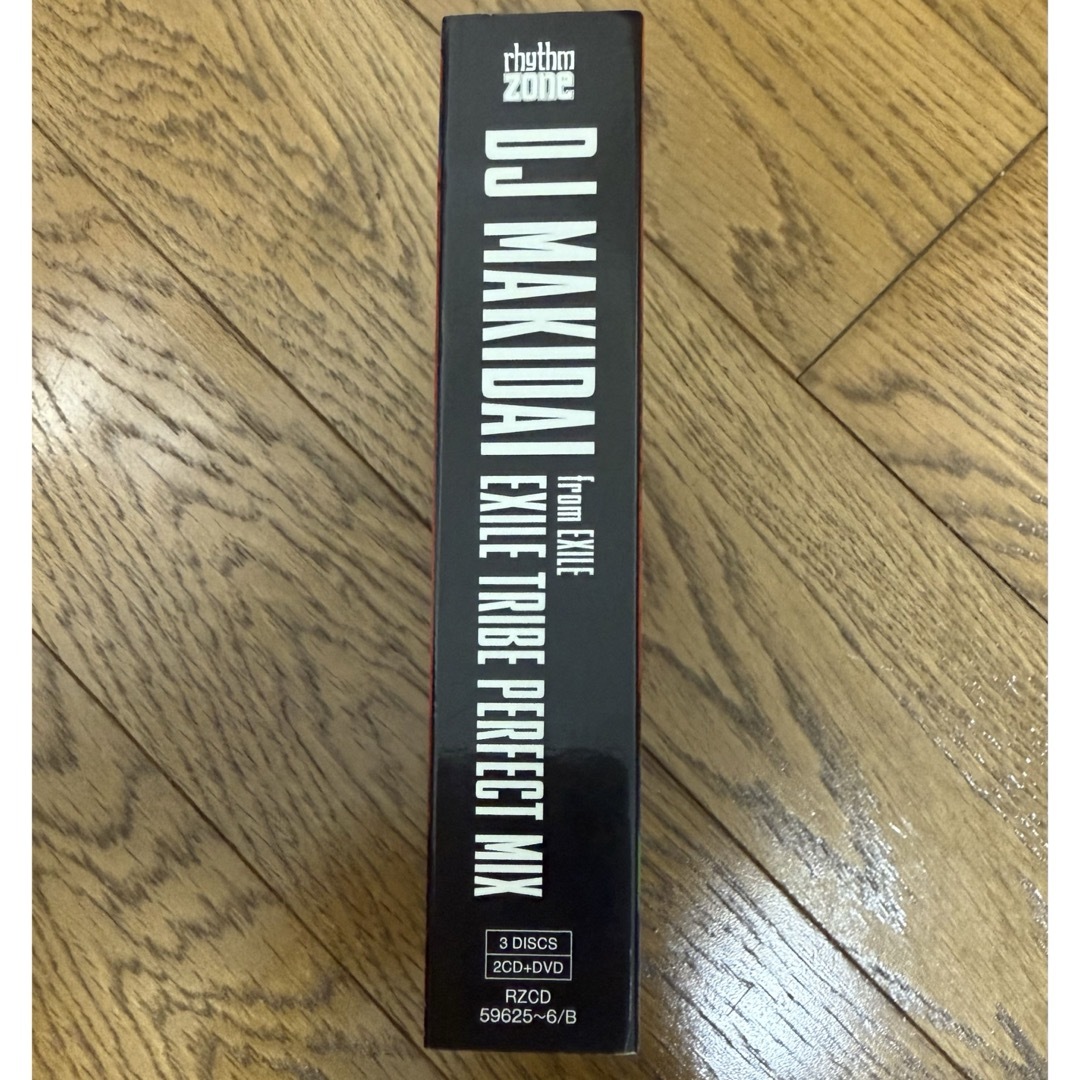 rhythm
zone
DJ MAKIDAI from EXILE
EXILE TRIBE PERFECT MIX
3 DISCS
2CD+DVD
RZCD
59625~6/B